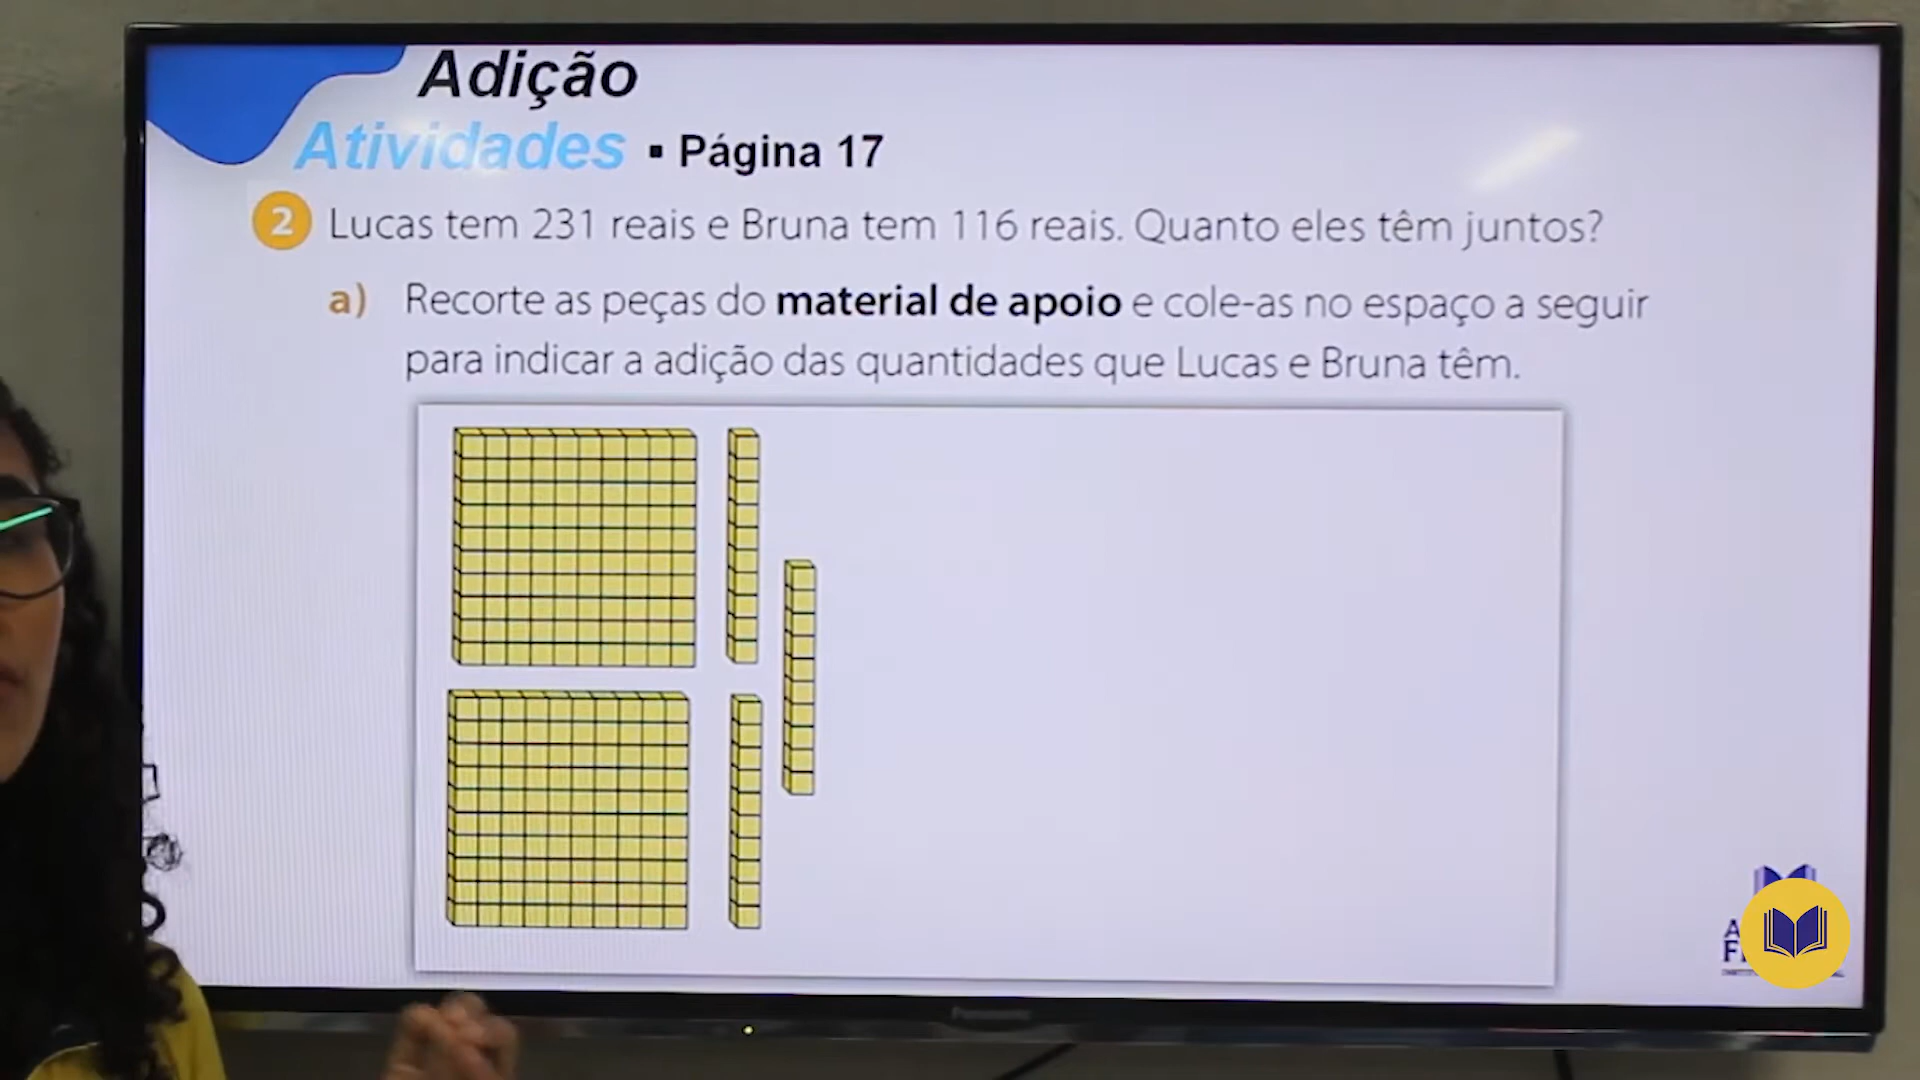 Adição
Atividades ▪ Página 17
2 Lucas tem 231 reais e Bruna tem 116 reais. Quanto eles têm juntos?
a) Recorte as peças do material de apoio e cole-as no espaço a seguir
para indicar a adição das quantidades que Lucas e Bruna têm.